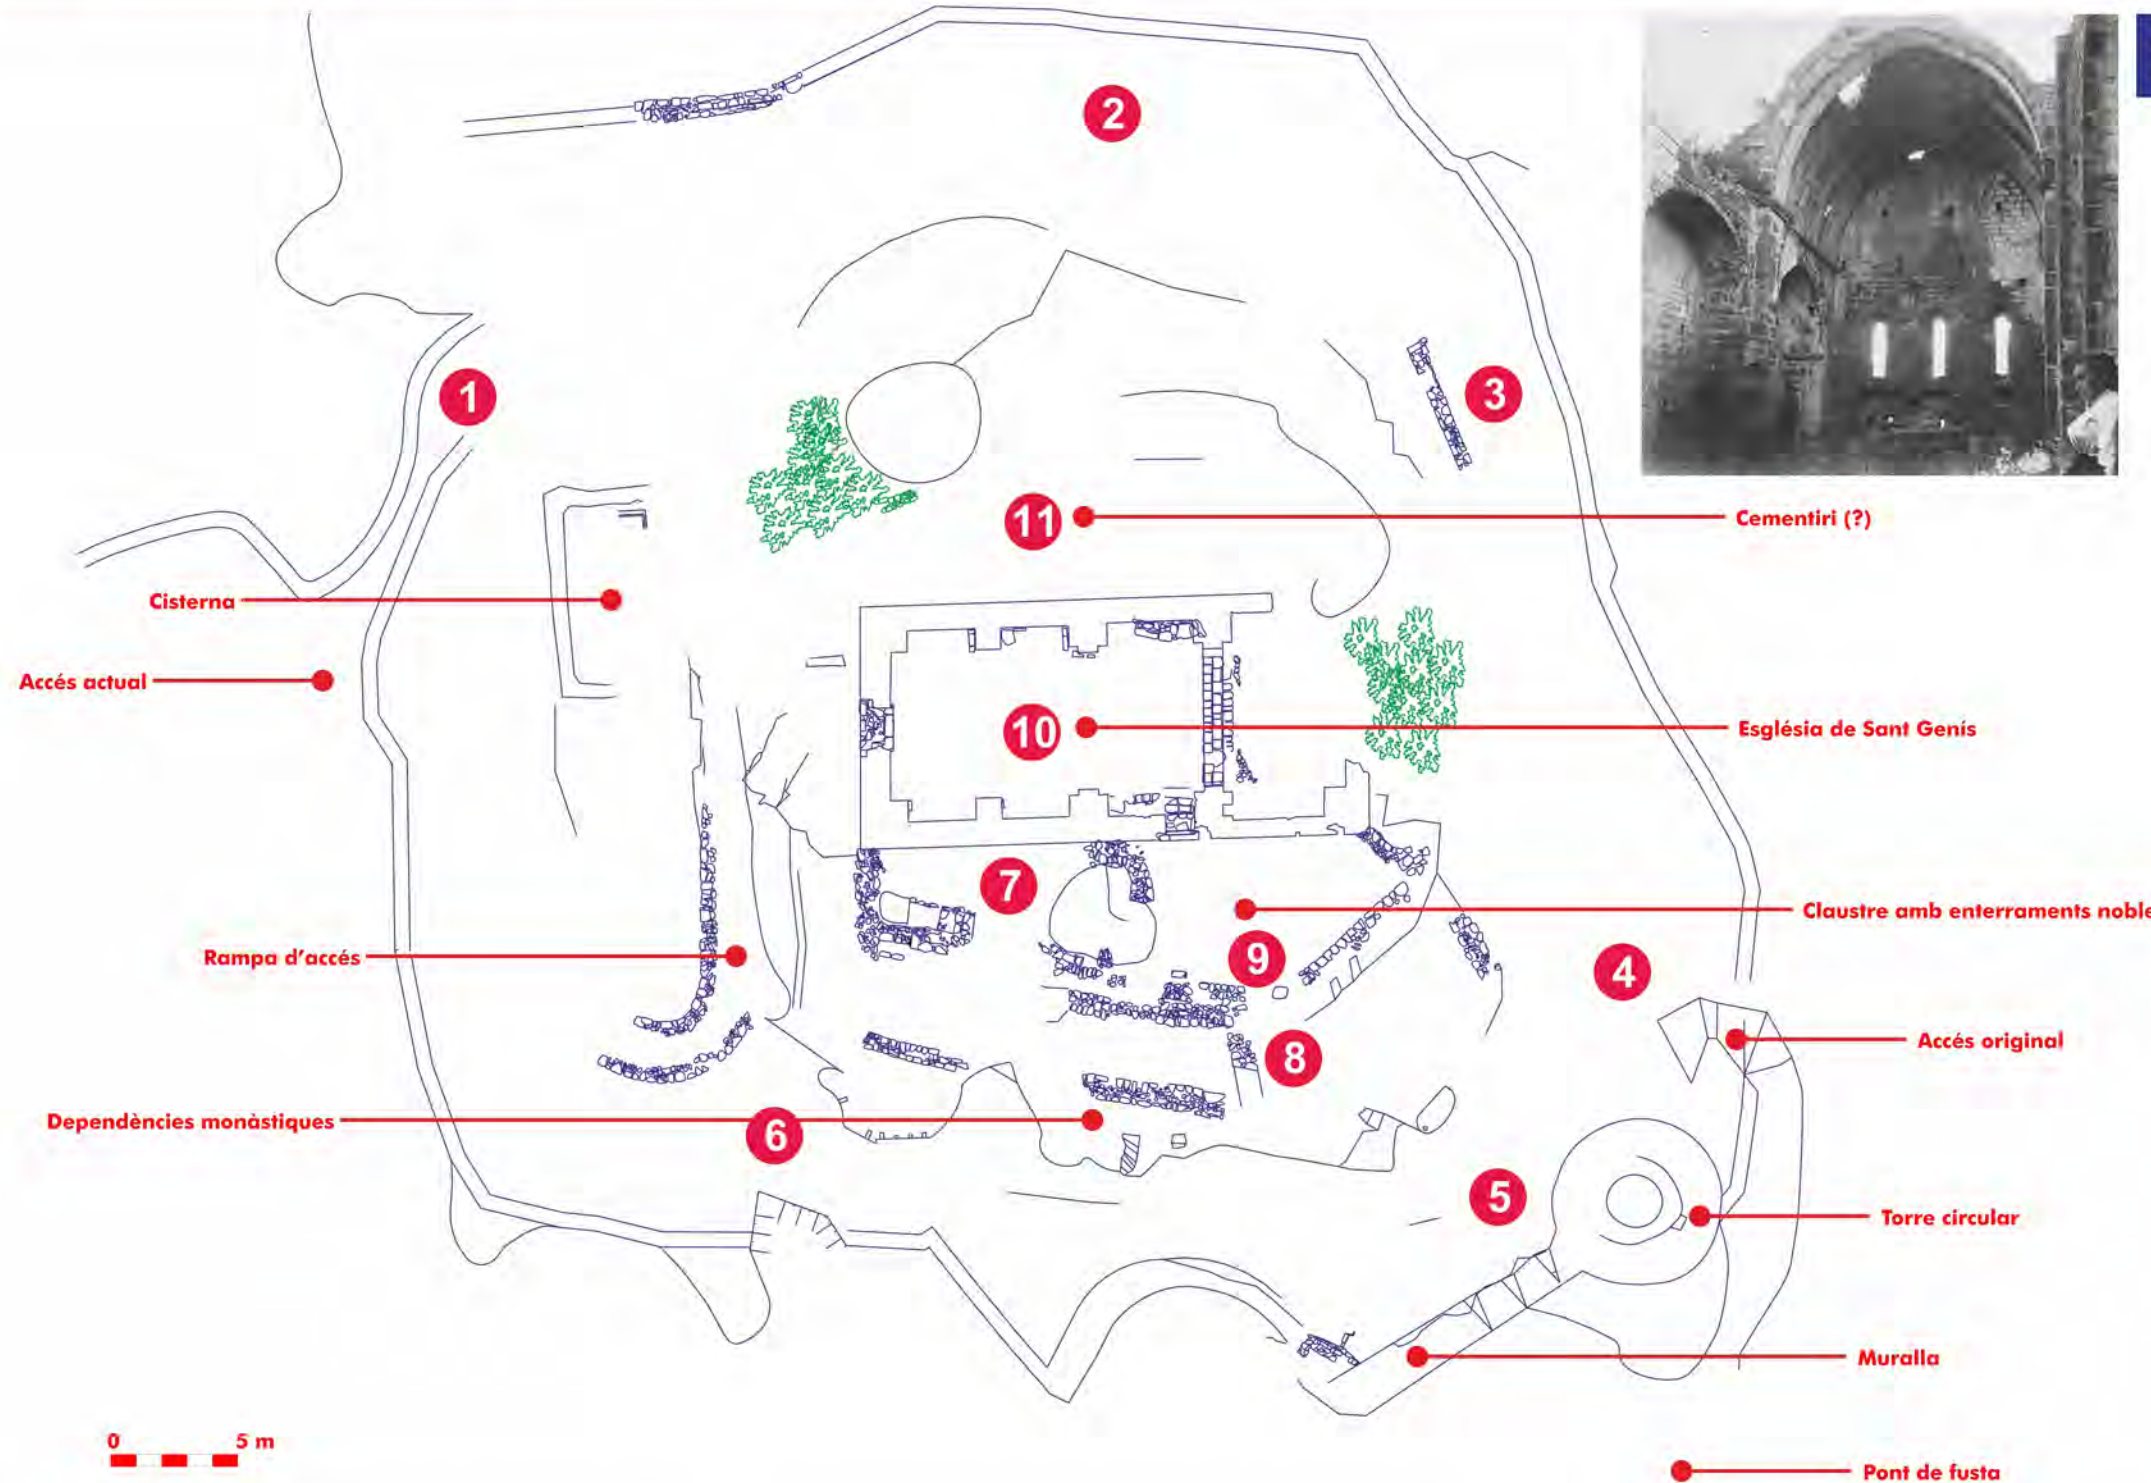 2
1
3
11
Cementiri (?)
Cisterna
Accés actual
10
Església de Sant Genís
7
Claustre amb enterraments noble
Rampa d'accés
9
4
8
Accés original
Dependències monàstiques
6
5
Torre circular
Muralla
0 5 m
Pont de fusta